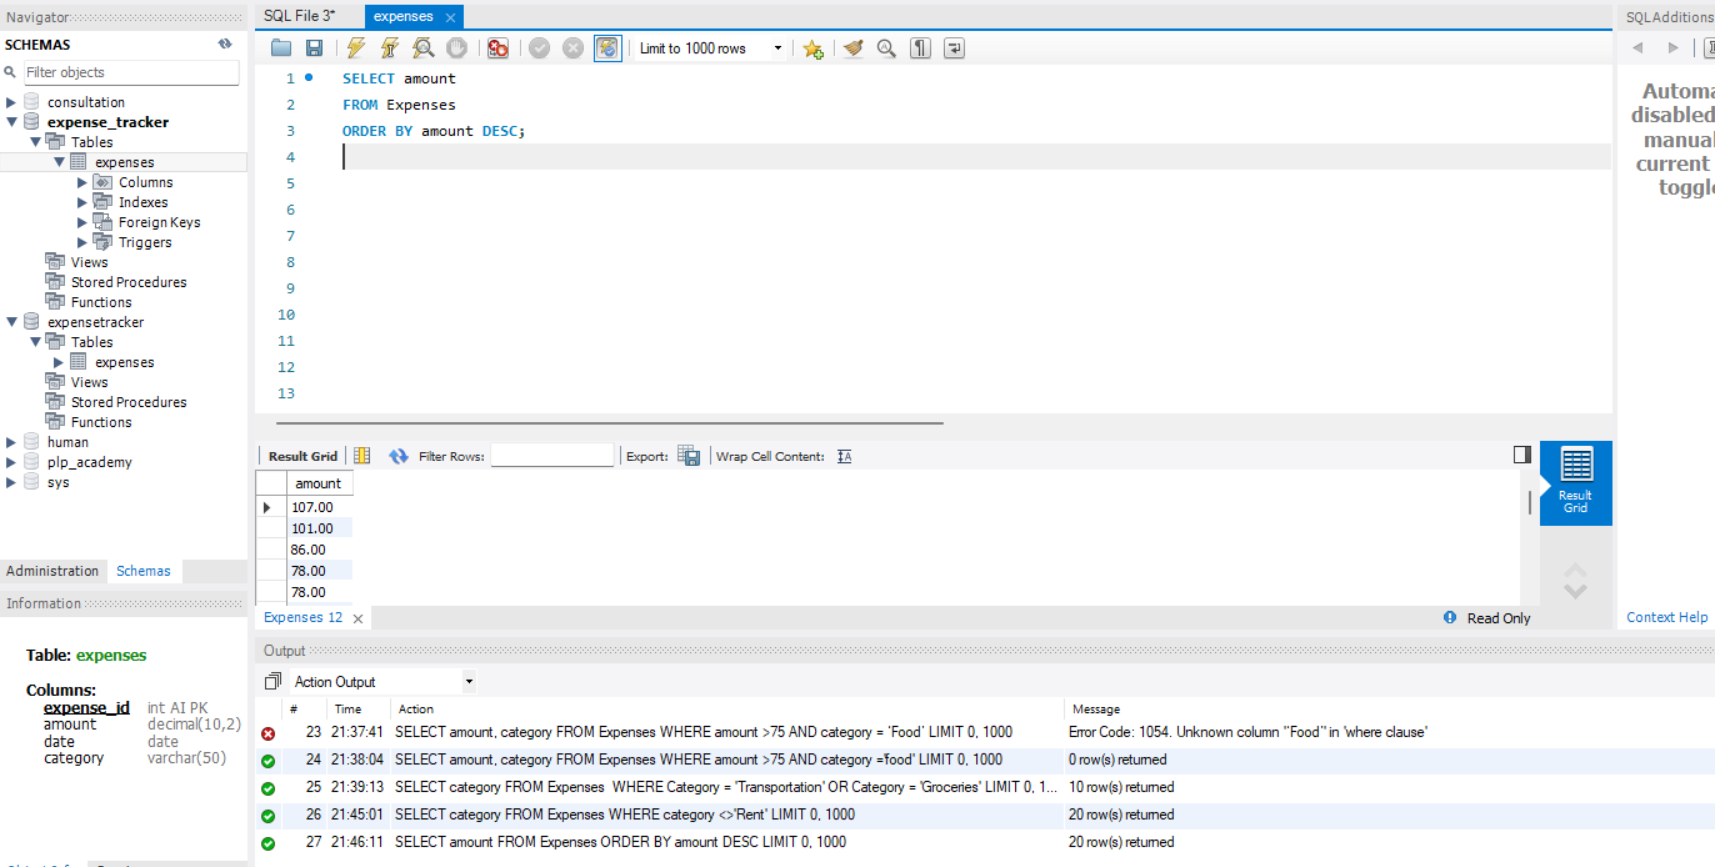 Navigator
SCHEMAS
Filter objects
consultation
expense_tracker
Tables
expenses
Columns
Indexes
Foreign Keys
Triggers
Views
Stored Procedures
Functions
expensetracker
Tables
expenses
Views
Stored Procedures
Functions
human
plp_academy
sys
Administration Schemas
Information
Table: expenses
Columns:
expense_id int AI PK
amount decimal(10,2)
date date
category varchar(50)
SQL File 3* expenses
Limit to 1000 rows
1 SELECT amount
2 FROM Expenses
3 ORDER BY amount DESC;
4
5
6
7
8
9
10
11
12
13
Result Grid Filter Rows: Export: Wrap Cell Content:
amount
107.00
101.00
86.00
78.00
78.00
Result
Grid
Expenses 12 Read Only
Output
Action Output
# Time Action Message
23 21:37:41 SELECT amount, category FROM Expenses WHERE amount >75 AND category = ‘Food’ LIMIT 0, 1000 Error Code: 1054. Unknown column '‘Food’' in 'where clause'
24 21:38:04 SELECT amount, category FROM Expenses WHERE amount >75 AND category ='food' LIMIT 0, 1000 0 row(s) returned
25 21:39:13 SELECT category FROM Expenses WHERE Category = 'Transportation' OR Category = 'Groceries' LIMIT 0, 1... 10 row(s) returned
26 21:45:01 SELECT category FROM Expenses WHERE category <>'Rent' LIMIT 0, 1000 20 row(s) returned
27 21:46:11 SELECT amount FROM Expenses ORDER BY amount DESC LIMIT 0, 1000 20 row(s) returned
SQLAdditions
Automa
disabled
manual
current
toggle
Context Help